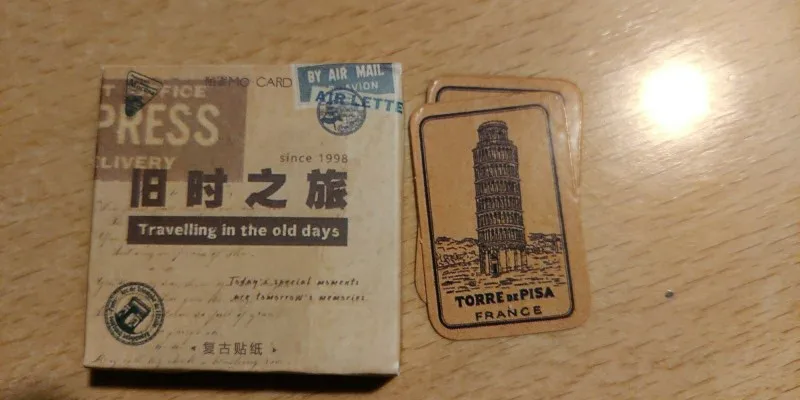 MO CARD
BY AIR MAIL
AVION
AIR LETTE
T OFFICE
PRESS
LIVERY
since 1998
旧时之旅
Travelling in the old days
Today's special moments
are tomorrow's memories.
复古贴纸
TORRE DE PISA
FRANCE